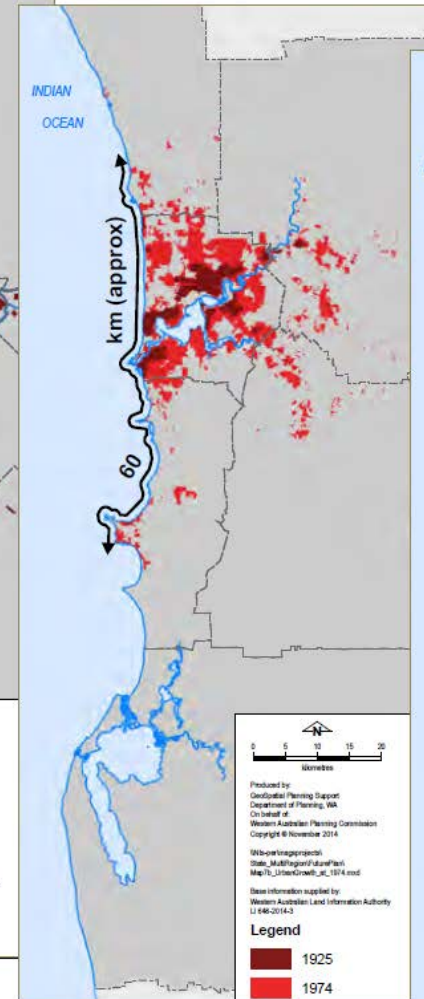 INDIAN
OCEAN
60 km (approx)
N
0 5 10 15 20
kilometres
Produced by:
GeoSpatial Planning Support
Department of Planning, WA
On behalf of:
Western Australian Planning Commission
Copyright © November 2014
State_MultiRegion\FuturePlan\
Map7b_UrbanGrowth_at_1974.mxd
Base information supplied by:
Western Australian Land Information Authority
LI 646-2014-3
Legend
1925
1974